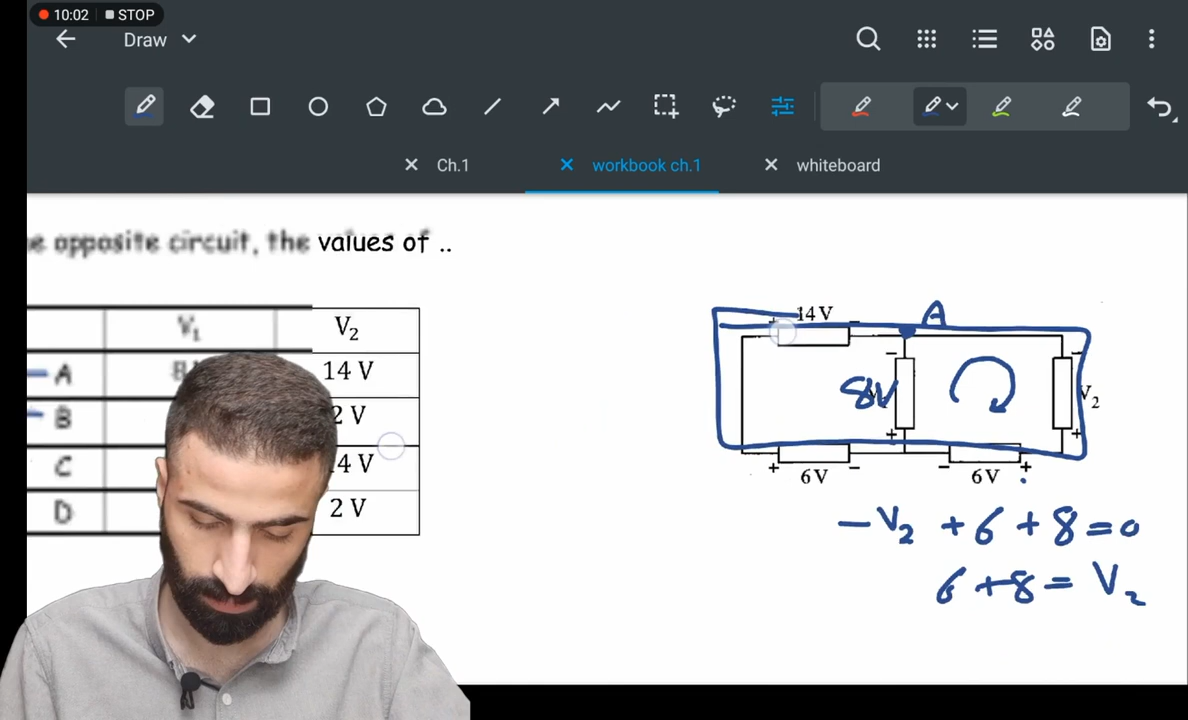 10:02 STOP
Draw
Ch.1
workbook ch.1
whiteboard
opposite circuit, the values of ..
V₁ V₂
A 14 V
B 2 V
C 4 V
D 2 V
14 V
A
8V
V₂
6 V
6 V
− V₂ + 6 + 8 = 0
6 + 8 = V₂